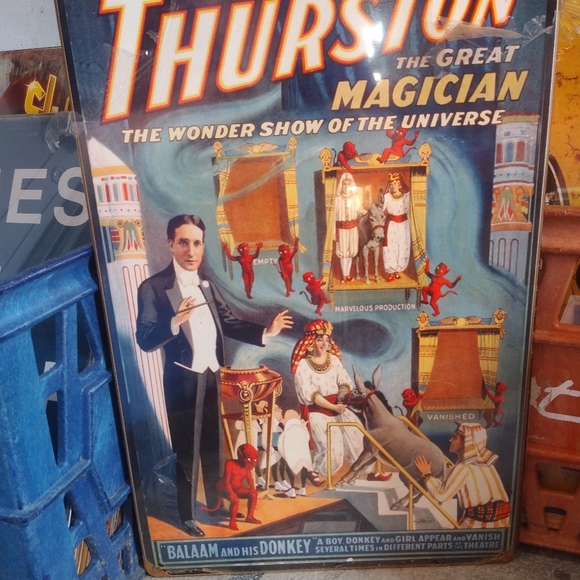 THURSTON
THE GREAT
MAGICIAN
THE WONDER SHOW OF THE UNIVERSE
ES
EMPTY
MARVELOUS PRODUCTION
VANISHED
"BALAAM AND HIS DONKEY" "A BOY, DONKEY AND GIRL APPEAR AND VANISH
SEVERAL TIMES IN DIFFERENT PARTS OF THE THEATRE